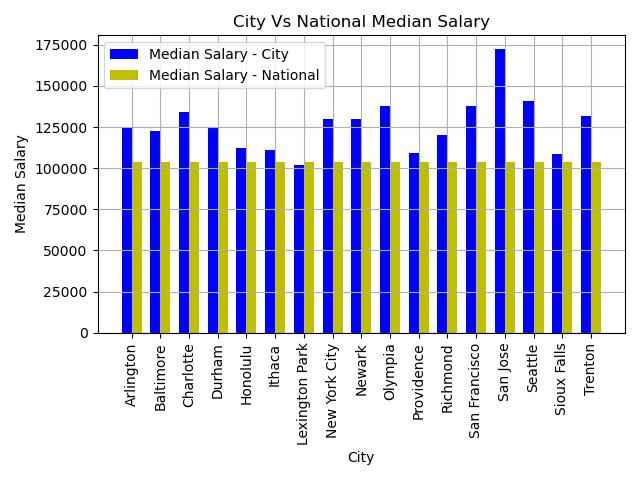 City Vs National Median Salary
Median Salary - City
Median Salary - National
Median Salary
175000
150000
125000
100000
75000
50000
25000
0
Arlington
Baltimore
Charlotte
Durham
Honolulu
Ithaca
Lexington Park
New York City
Newark
Olympia
Providence
Richmond
San Francisco
San Jose
Seattle
Sioux Falls
Trenton
City